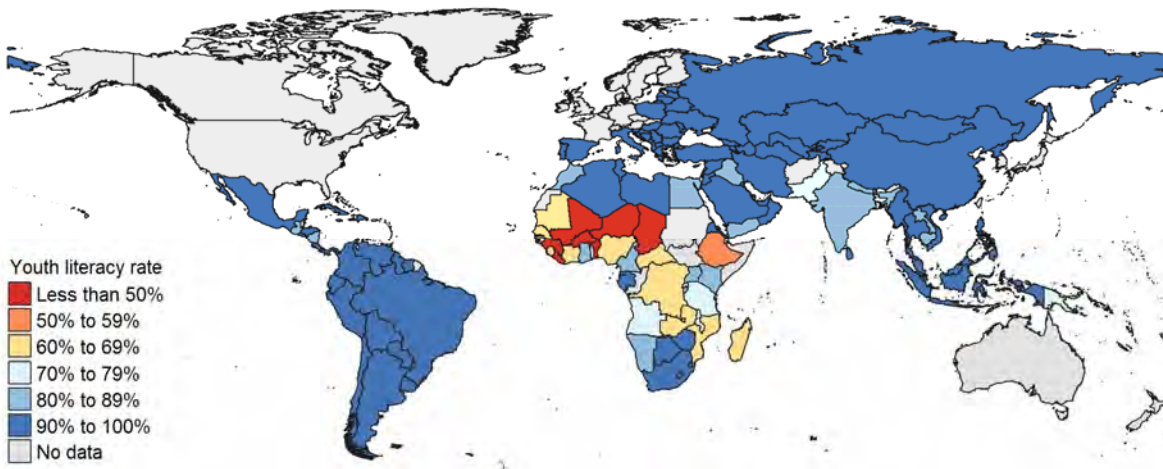 Youth literacy rate
Less than 50%
50% to 59%
60% to 69%
70% to 79%
80% to 89%
90% to 100%
No data